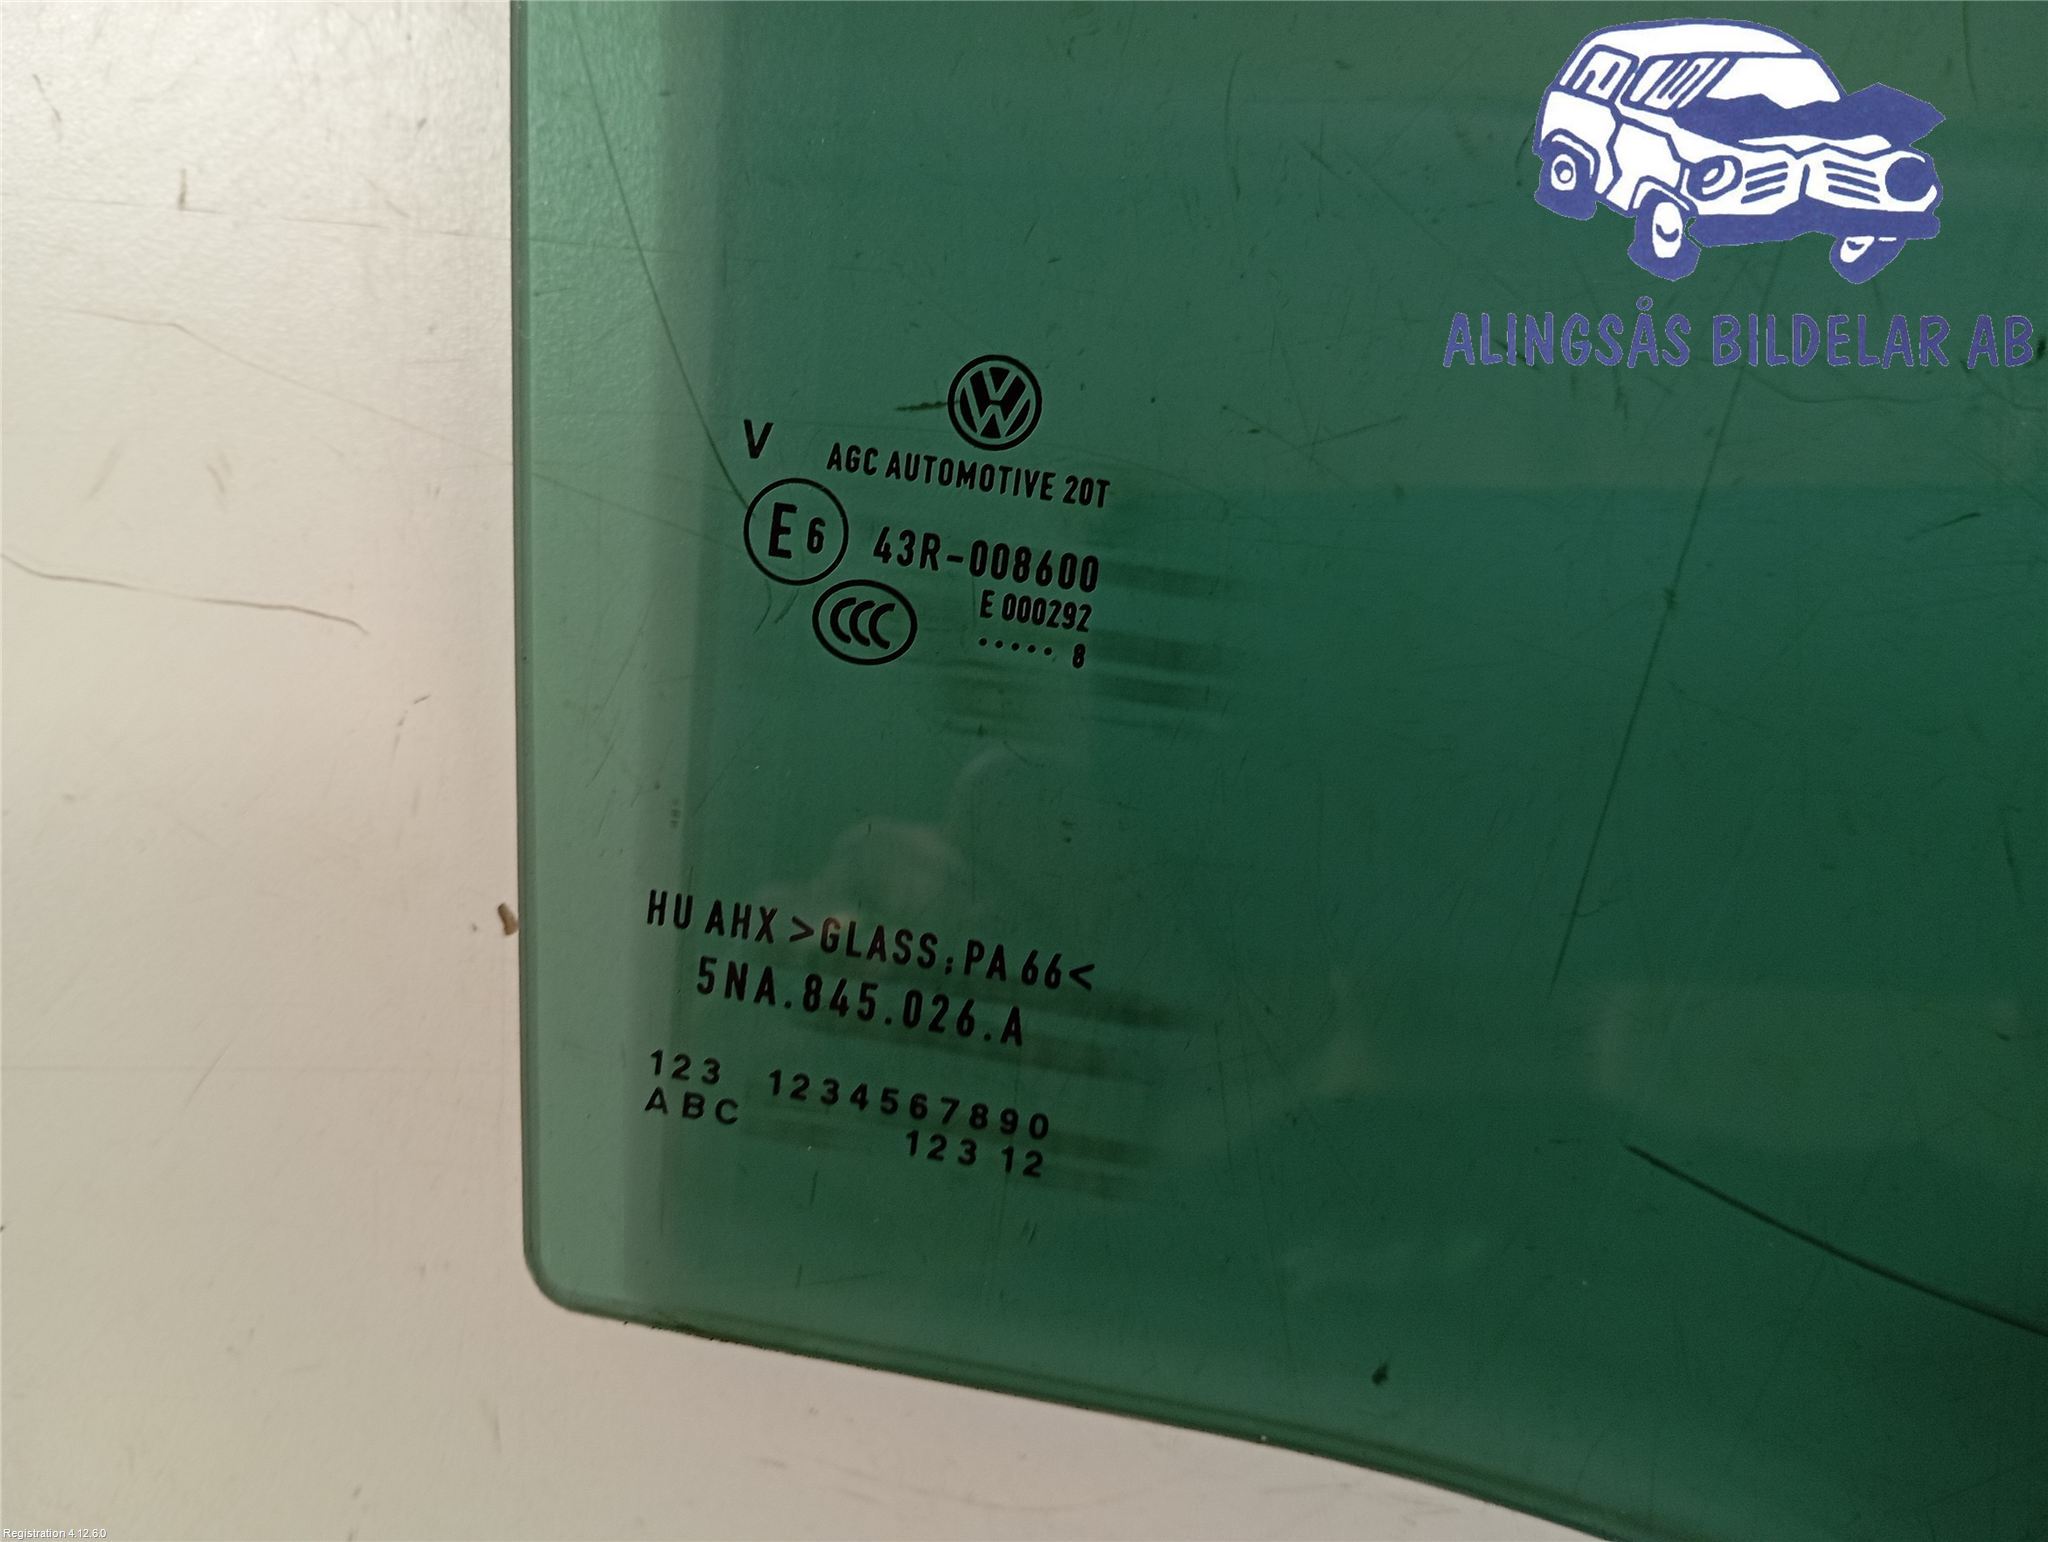 ALINGSÅS BILDELAR AB
V
AGC AUTOMOTIVE 20T
E6 43R-008600
CCC E 000292
..... 8
HU AHX >GLASS;PA 66<
5NA.845.026.A
123 1234567890
ABC 123 12
Registration 4.12.6.0